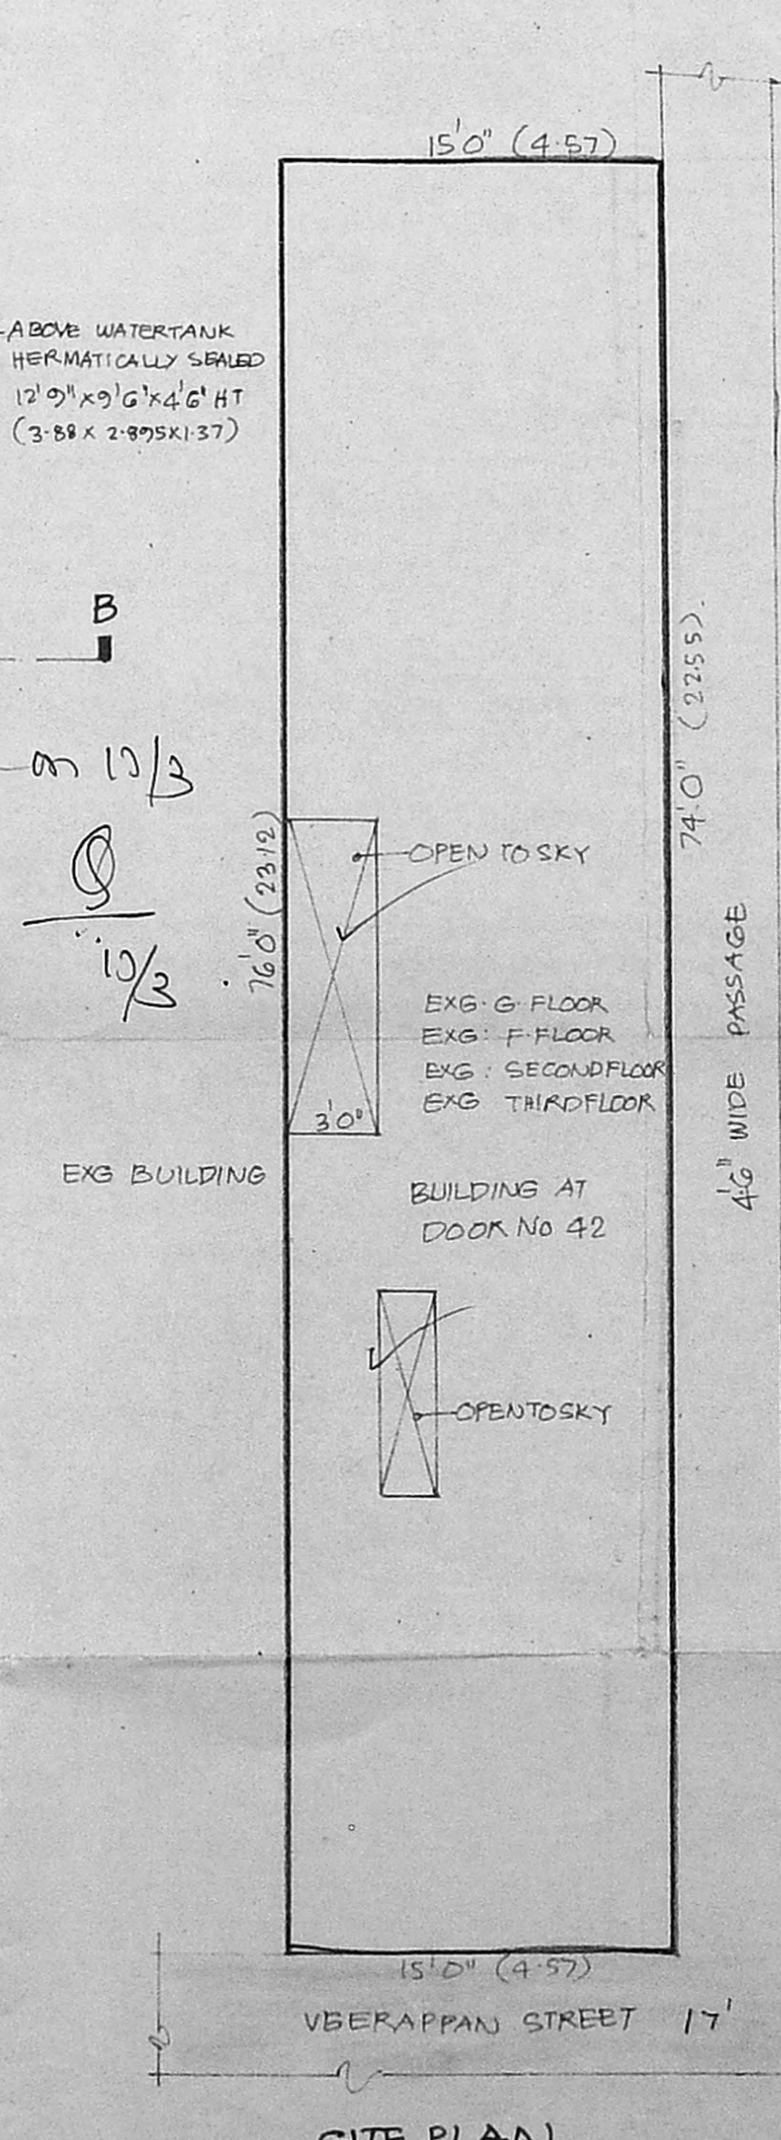 15'0" (4.57)
ABOVE WATERTANK
HERMATICALLY SEALED
12'9"x9'6"x4'6" HT
(3.88 x 2.895x1.37)
B
74'0" (22.55).
on 10/3
76'0" (23.12)
OPEN TO SKY
10/3
4'6" WIDE PASSAGE
EXG. G. FLOOR
EXG: F. FLOOR
EXG: SECONDFLOOR
EXG THIRDFLOOR
3'0"
EXG BUILDING
BUILDING AT
DOOR No 42
OPENTOSKY
15'0" (4.57)
VEERAPPAN STREET 17'
SITE PLAN